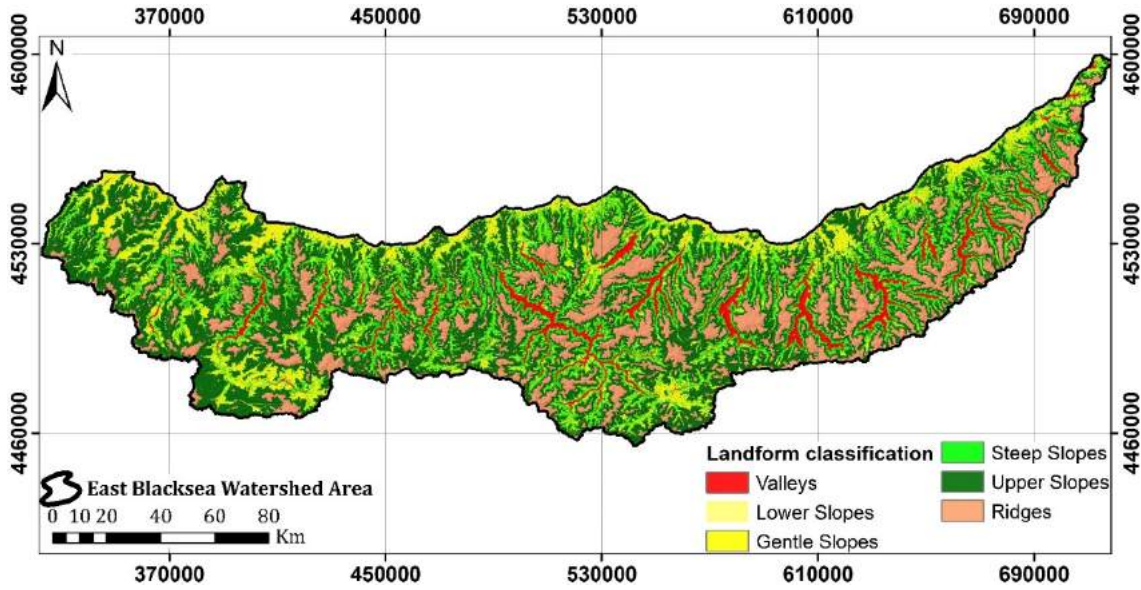 370000 450000 530000 610000 690000
N
4600000 4600000
4530000 4530000
4460000 4460000
Landform classification
Valleys
Lower Slopes
Gentle Slopes
Steep Slopes
Upper Slopes
Ridges
East Blacksea Watershed Area
0 10 20 40 60 80
Km
370000 450000 530000 610000 690000